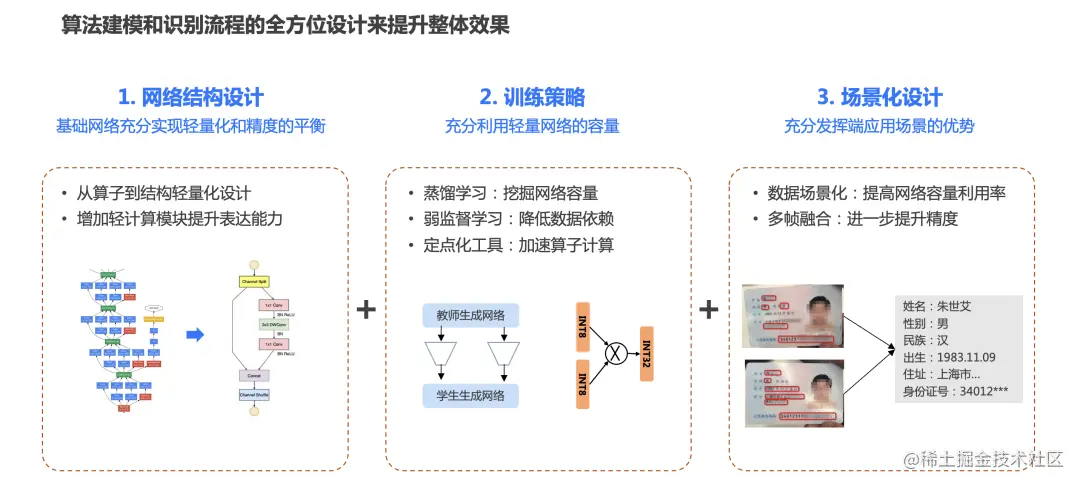 算法建模和识别流程的全方位设计来提升整体效果
1. 网络结构设计
基础网络充分实现轻量化和精度的平衡
• 从算子到结构轻量化设计
• 增加轻计算模块提升表达能力
Channel Split
1x1 Conv
BN ReLU
3x3 DWConv
BN
1x1 Conv
BN ReLU
Concat
Channel Shuffle
+
2. 训练策略
充分利用轻量网络的容量
• 蒸馏学习：挖掘网络容量
• 弱监督学习：降低数据依赖
• 定点化工具：加速算子计算
教师生成网络
学生生成网络
INT8
INT8
INT32
+
3. 场景化设计
充分发挥端应用场景的优势
• 数据场景化：提高网络容量利用率
• 多帧融合：进一步提升精度
姓名：朱世艾
性别：男
民族：汉
出生：1983.11.09
住址：上海市...
身份证号：34012***
@稀土掘金技术社区